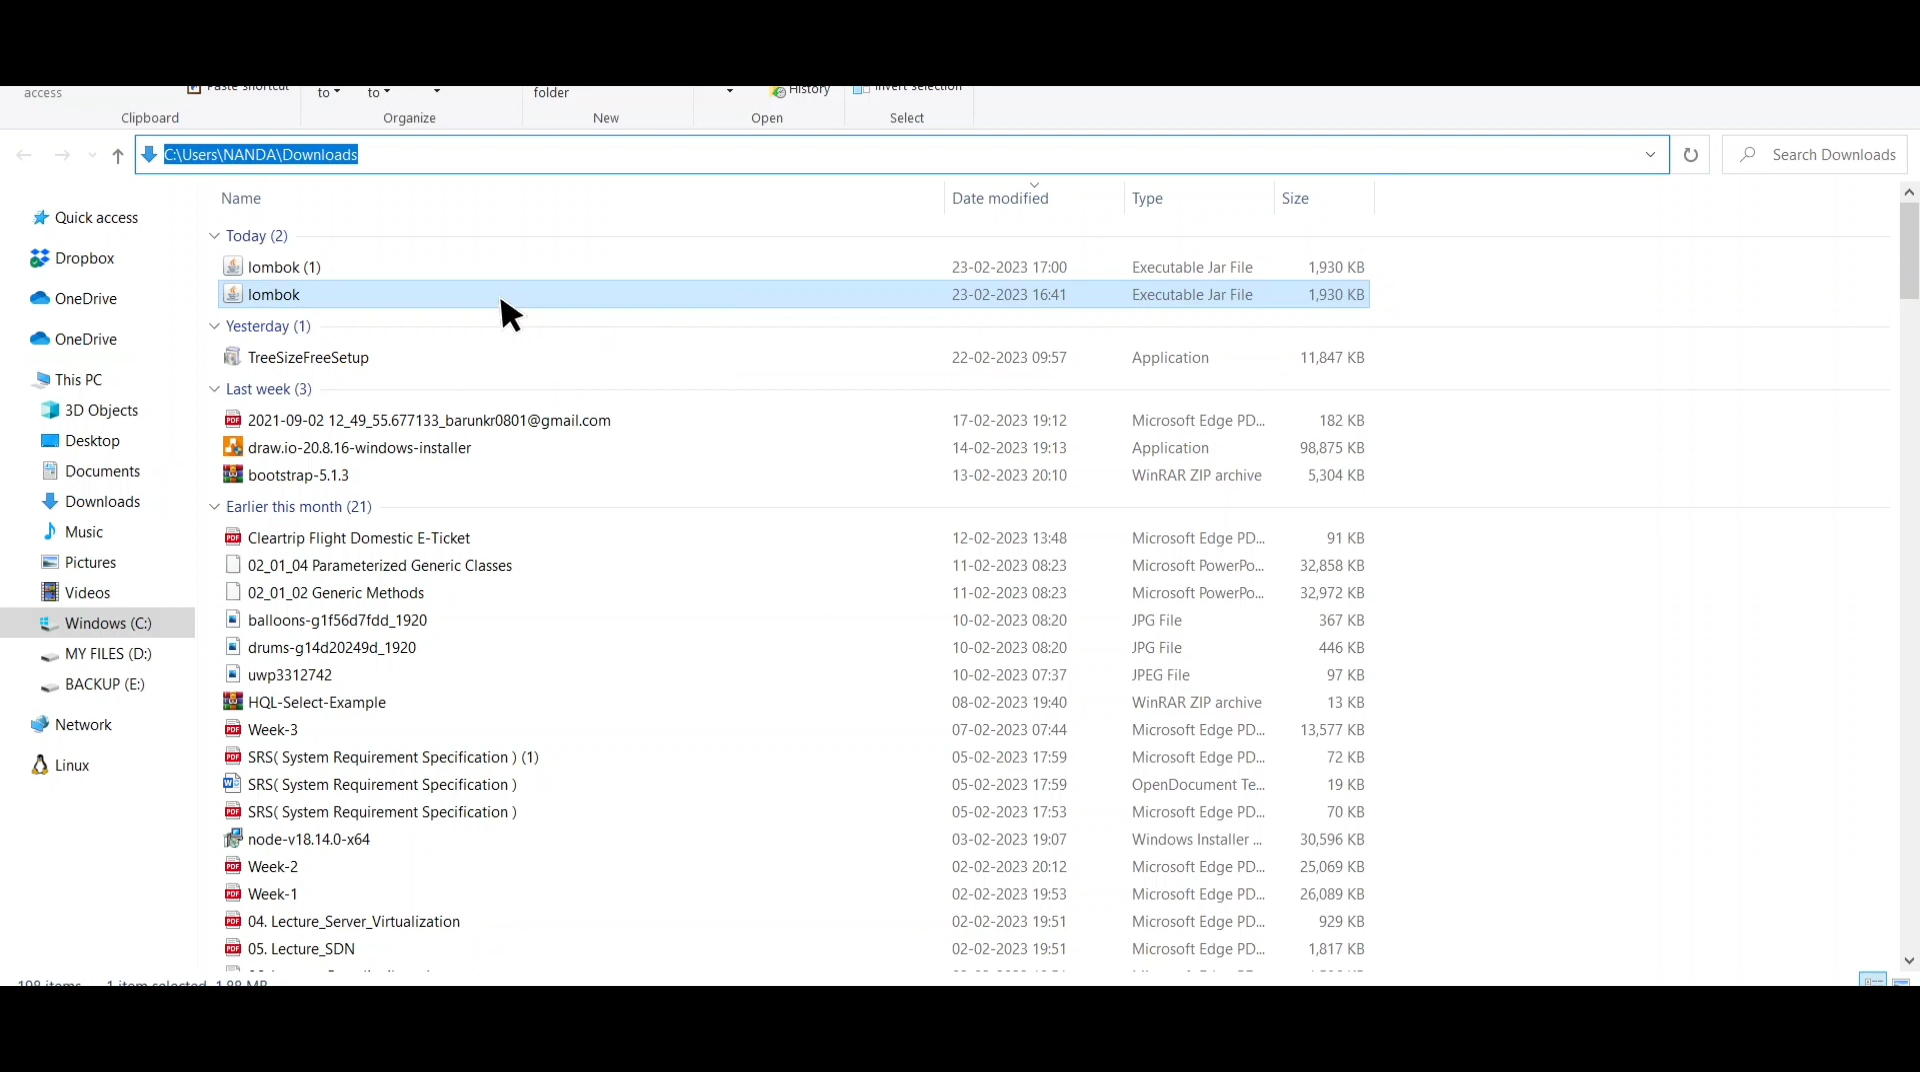 access Paste shortcut to to folder History Invert selection
Clipboard Organize New Open Select
C:\Users\NANDA\Downloads Search Downloads
Name Date modified Type Size
Quick access
Dropbox
OneDrive
OneDrive
This PC
3D Objects
Desktop
Documents
Downloads
Music
Pictures
Videos
Windows (C:)
MY FILES (D:)
BACKUP (E:)
Network
Linux
Today (2)
lombok (1) 23-02-2023 17:00 Executable Jar File 1,930 KB
lombok 23-02-2023 16:41 Executable Jar File 1,930 KB
Yesterday (1)
TreeSizeFreeSetup 22-02-2023 09:57 Application 11,847 KB
Last week (3)
2021-09-02 12_49_55.677133_barunkr0801@gmail.com 17-02-2023 19:12 Microsoft Edge PD... 182 KB
draw.io-20.8.16-windows-installer 14-02-2023 19:13 Application 98,875 KB
bootstrap-5.1.3 13-02-2023 20:10 WinRAR ZIP archive 5,304 KB
Earlier this month (21)
Cleartrip Flight Domestic E-Ticket 12-02-2023 13:48 Microsoft Edge PD... 91 KB
02_01_04 Parameterized Generic Classes 11-02-2023 08:23 Microsoft PowerPo... 32,858 KB
02_01_02 Generic Methods 11-02-2023 08:23 Microsoft PowerPo... 32,972 KB
balloons-g1f56d7fdd_1920 10-02-2023 08:20 JPG File 367 KB
drums-g14d20249d_1920 10-02-2023 08:20 JPG File 446 KB
uwp3312742 10-02-2023 07:37 JPEG File 97 KB
HQL-Select-Example 08-02-2023 19:40 WinRAR ZIP archive 13 KB
Week-3 07-02-2023 07:44 Microsoft Edge PD... 13,577 KB
SRS( System Requirement Specification ) (1) 05-02-2023 17:59 Microsoft Edge PD... 72 KB
SRS( System Requirement Specification ) 05-02-2023 17:59 OpenDocument Te... 19 KB
SRS( System Requirement Specification ) 05-02-2023 17:53 Microsoft Edge PD... 70 KB
node-v18.14.0-x64 03-02-2023 19:07 Windows Installer ... 30,596 KB
Week-2 02-02-2023 20:12 Microsoft Edge PD... 25,069 KB
Week-1 02-02-2023 19:53 Microsoft Edge PD... 26,089 KB
04. Lecture_Server_Virtualization 02-02-2023 19:51 Microsoft Edge PD... 929 KB
05. Lecture_SDN 02-02-2023 19:51 Microsoft Edge PD... 1,817 KB
198 items 1 item selected 1.88 MB